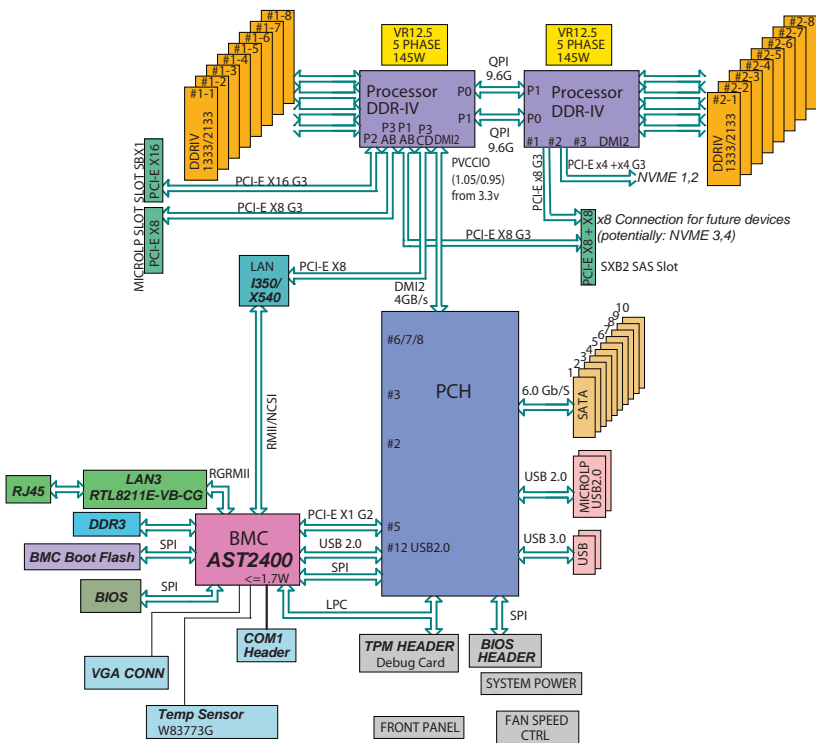 VR12.5
5 PHASE
145W
VR12.5
5 PHASE
145W
#1-8
#1-7
#1-6
#1-5
#1-4
#1-3
#1-2
#1-1
DDRIV
1333/2133
#2-8
#2-7
#2-6
#2-5
#2-4
#2-3
#2-2
#2-1
DDRIV
1333/2133
Processor
DDR-IV
P0
P1
P3 P1 P3
P2 AB AB CD DMI2
QPI
9.6G
QPI
9.6G
Processor
DDR-IV
P1
P0
#1 #2 #3 DMI2
PVCCIO
(1.05/0.95)
from 3.3v
PCI-E x8 G3
PCI-E x4 +x4 G3
NVME 1,2
SLOT SBX1
PCI-E X16
PCI-E X16 G3
MICROLP SLOT
PCI-E X8
PCI-E X8 G3
PCI-E X8 G3
PCI-E X8 + X8
x8 Connection for future devices
(potentially: NVME 3,4)
SXB2 SAS Slot
LAN
I350/
X540
PCI-E X8
DMI2
4GB/s
PCH
#6/7/8
#3
#2
#5
#12 USB2.0
6.0 Gb/S
1
2
3
4
5
6
7
8
9
10
SATA
USB 2.0
MICROLP
USB2.0
USB 3.0
USB
RMII/NCSI
RJ45
LAN3
RTL8211E-VB-CG
RGRMII
DDR3
BMC Boot Flash
SPI
BIOS
SPI
BMC
AST2400
<=1.7W
PCI-E X1 G2
USB 2.0
SPI
LPC
SPI
VGA CONN
COM1
Header
Temp Sensor
W83773G
TPM HEADER
Debug Card
BIOS
HEADER
SYSTEM POWER
FRONT PANEL
FAN SPEED
CTRL